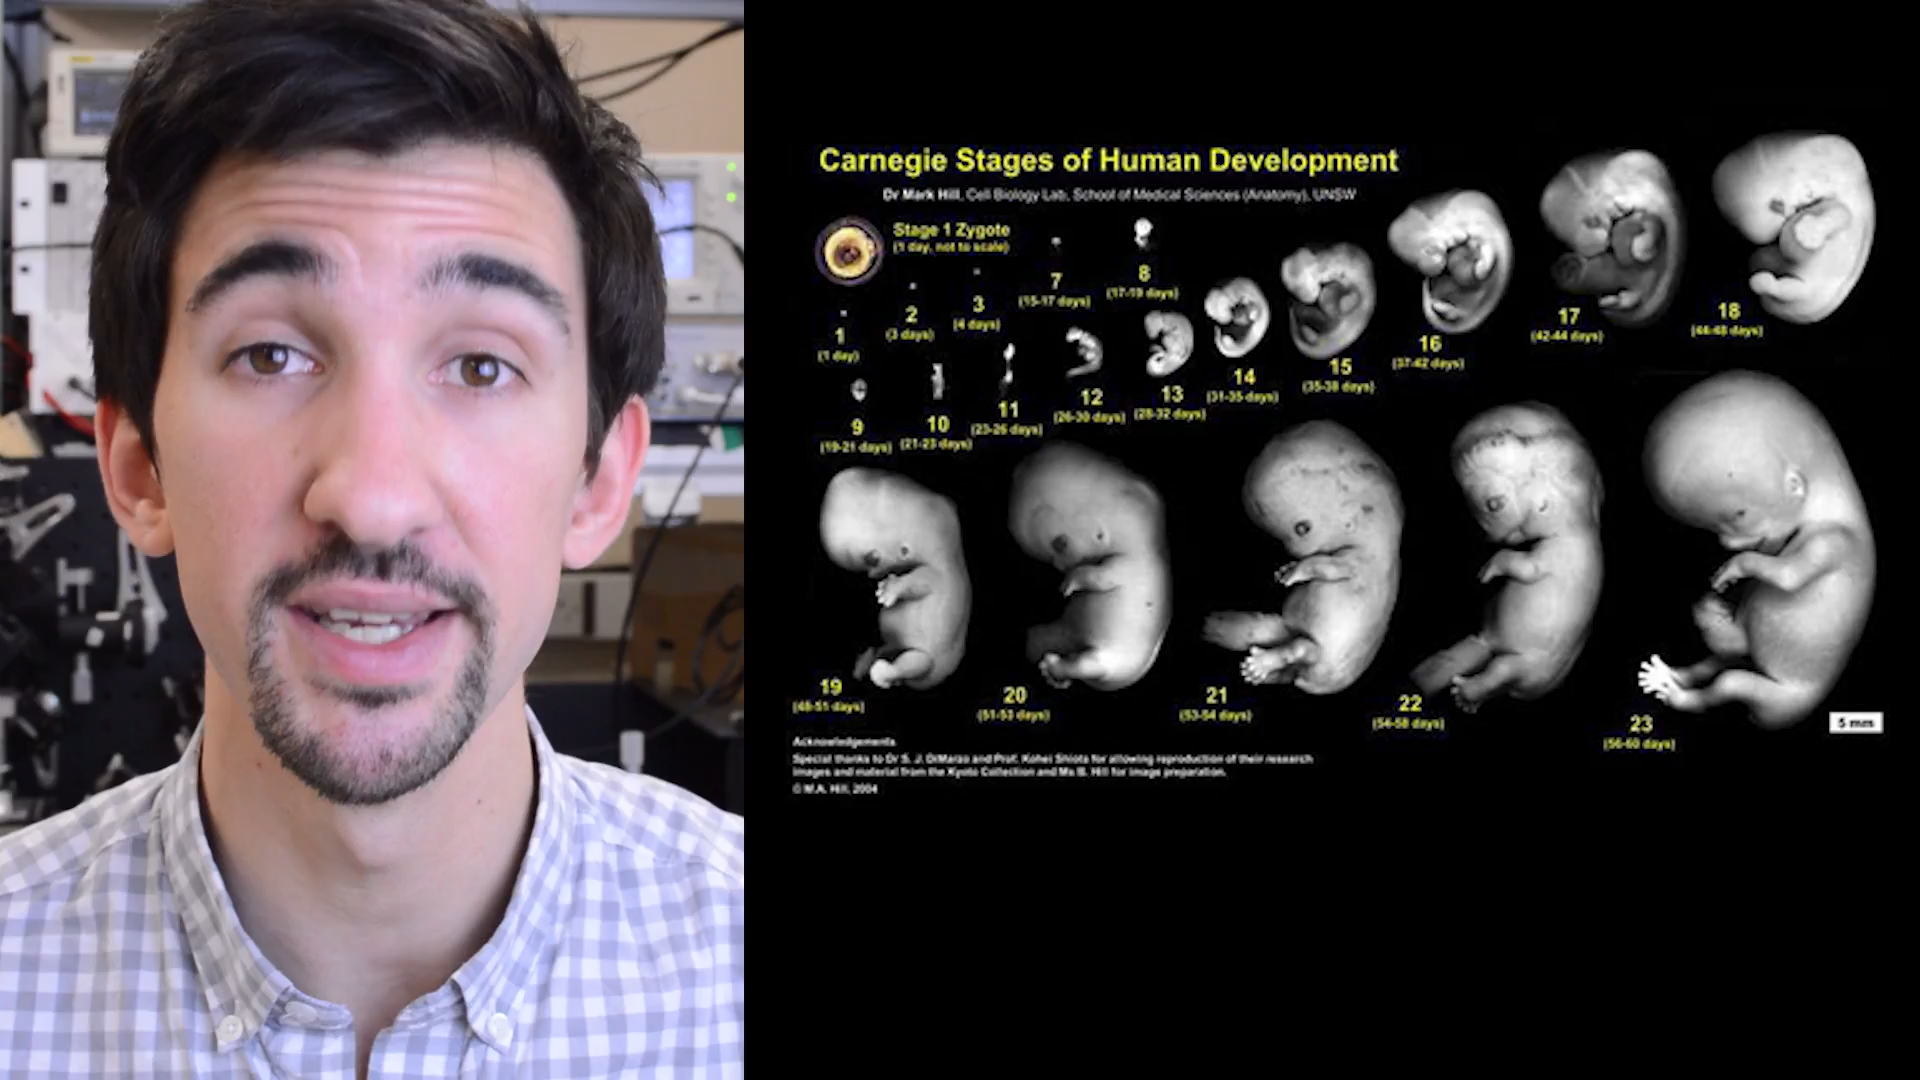 Carnegie Stages of Human Development
Dr Mark Hill, Cell Biology Lab, School of Medical Sciences (Anatomy), UNSW
Stage 1 Zygote
(1 day, not to scale)
1
(1 day)
2
(3 days)
3
(4 days)
7
(15-17 days)
8
(17-19 days)
9
(19-21 days)
10
(21-23 days)
11
(23-26 days)
12
(26-30 days)
13
(28-32 days)
14
(31-35 days)
15
(35-38 days)
16
(37-42 days)
17
(42-44 days)
18
(44-48 days)
19
(48-51 days)
20
(51-53 days)
21
(53-54 days)
22
(54-58 days)
23
(56-60 days)
5 mm
Acknowledgements
Special thanks to Dr S. J. DiMarzo and Prof. Kohei Shiota for allowing reproduction of their research
images and material from the Kyoto Collection and Ms B. Hill for image preparation.
© M.A. Hill, 2004